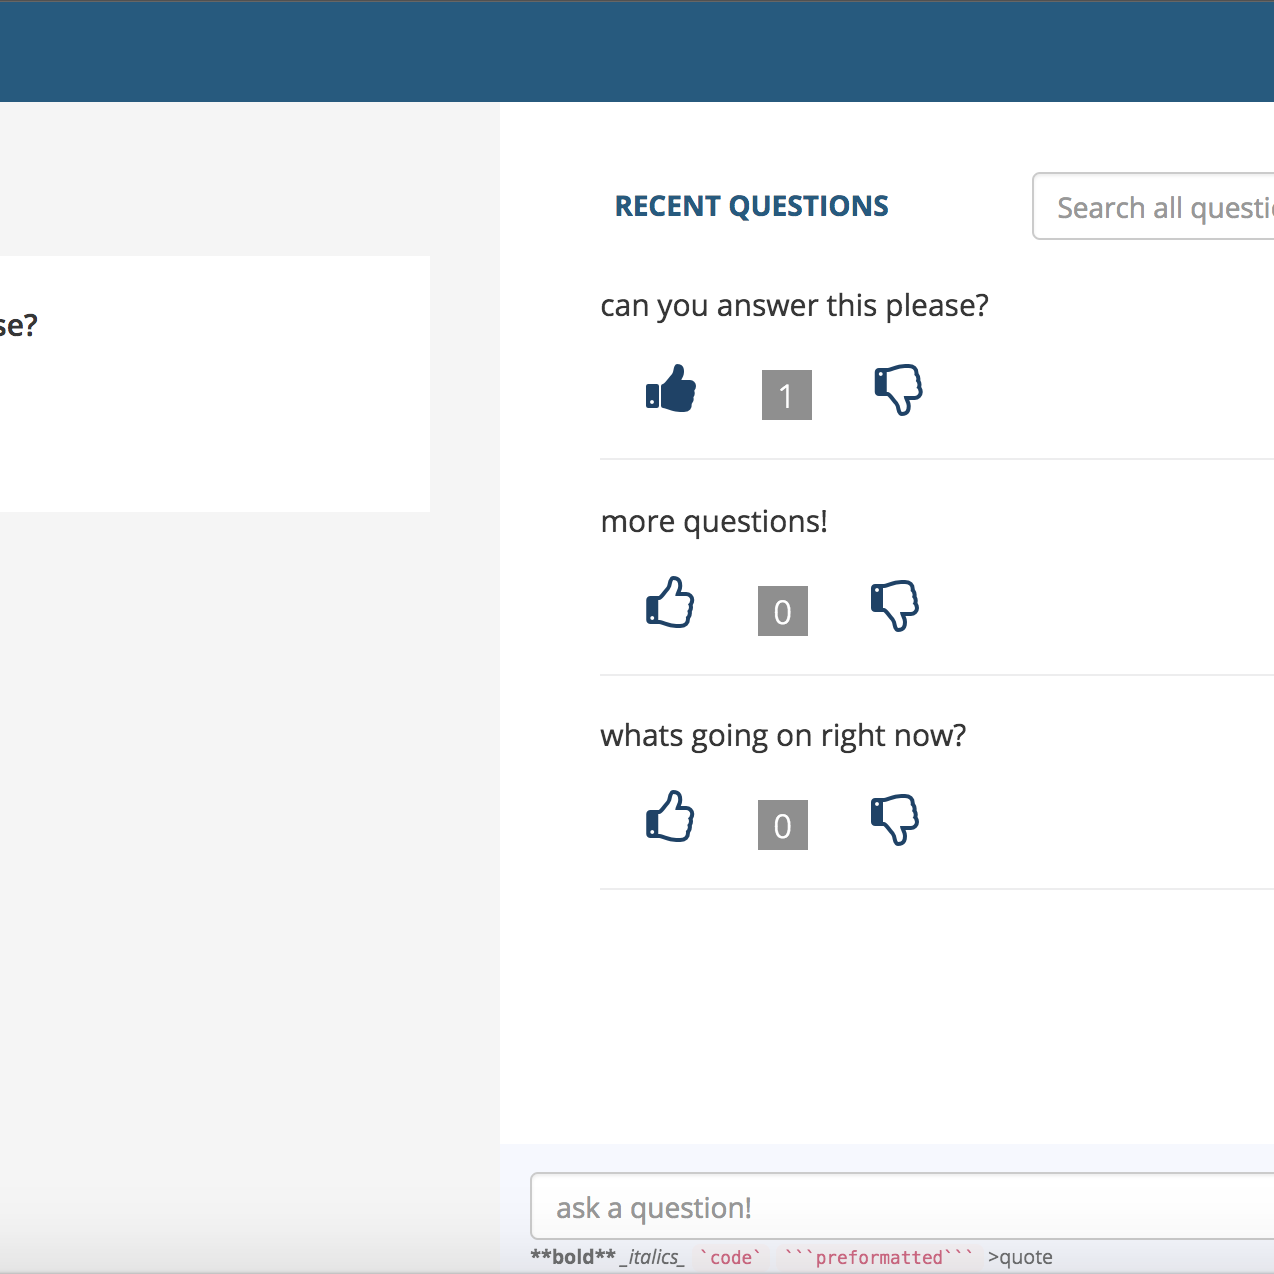 RECENT QUESTIONS
Search all questi
se?
can you answer this please?
1
more questions!
0
whats going on right now?
0
ask a question!
**bold** _italics_ `code` ```preformatted``` >quote